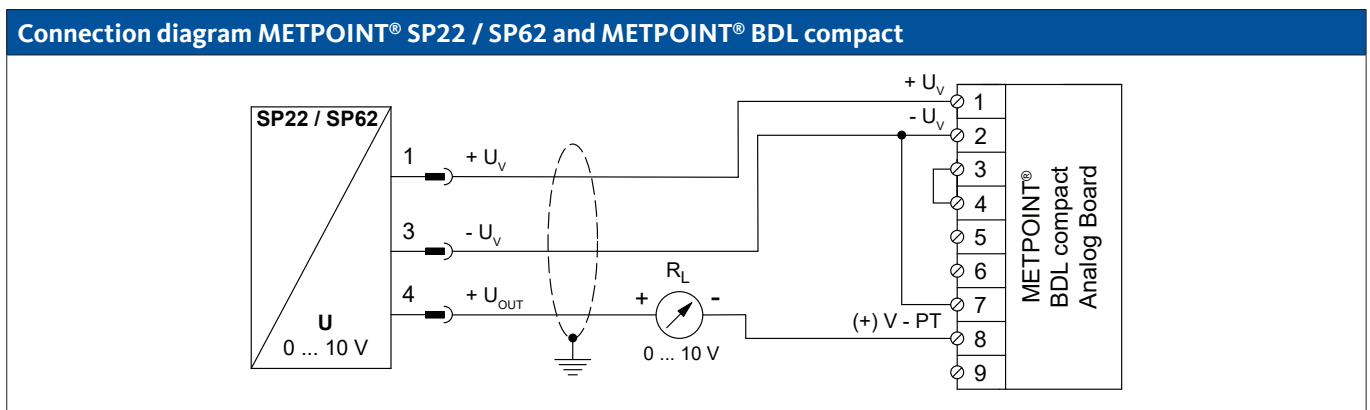 Connection diagram METPOINT® SP22 / SP62 and METPOINT® BDL compact
SP22 / SP62
U
0 ... 10 V
1
+ Uv
3
- Uv
4
+ UOUT
RL
+
-
0 ... 10 V
+ Uv
- Uv
(+) V - PT
1
2
3
4
5
6
7
8
9
METPOINT®
BDL compact
Analog Board